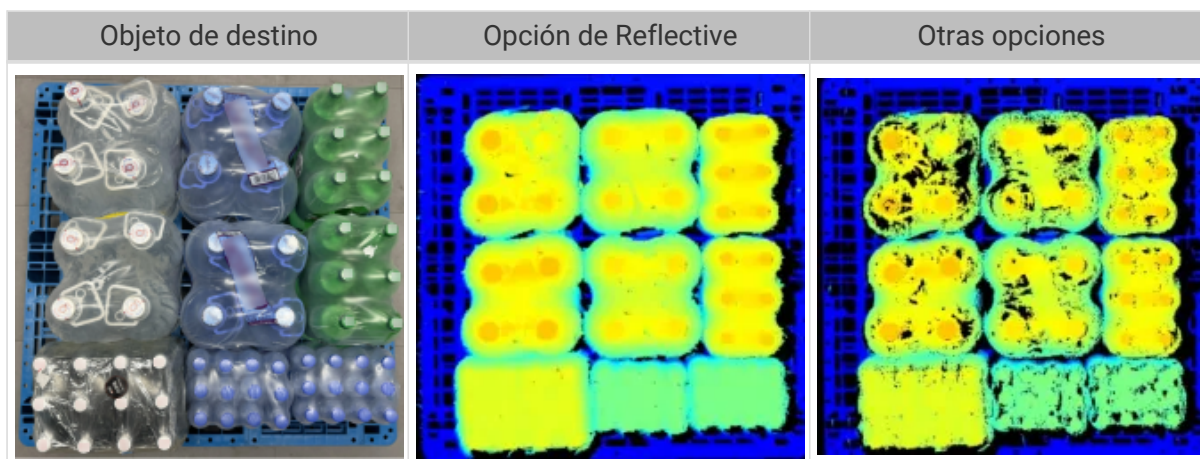 Objeto de destino
Opción de Reflective
Otras opciones